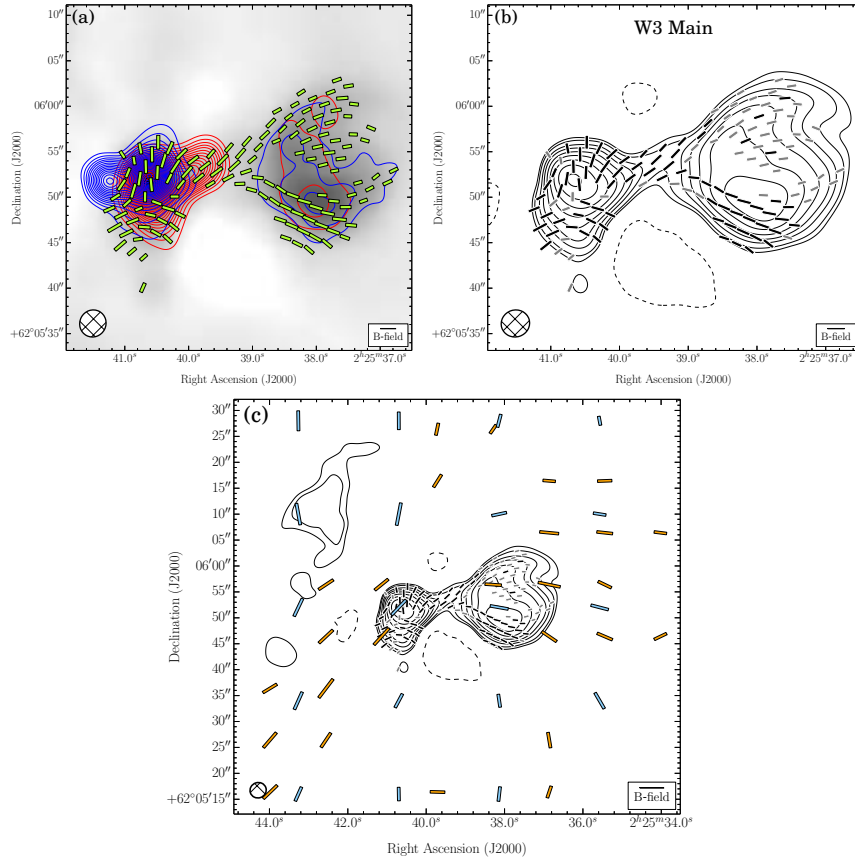 (a)
10″
05″
06′00″
55″
50″
45″
40″
+62°05′35″
Declination (J2000)
41.0ˢ 40.0ˢ 39.0ˢ 38.0ˢ 2ʰ25ᵐ37.0ˢ
Right Ascension (J2000)
B-field
(b)
W3 Main
10″
05″
06′00″
55″
50″
45″
40″
+62°05′35″
Declination (J2000)
41.0ˢ 40.0ˢ 39.0ˢ 38.0ˢ 2ʰ25ᵐ37.0ˢ
Right Ascension (J2000)
B-field
(c)
30″
25″
20″
15″
10″
05″
06′00″
55″
50″
45″
40″
35″
30″
25″
20″
+62°05′15″
Declination (J2000)
44.0ˢ 42.0ˢ 40.0ˢ 38.0ˢ 36.0ˢ 2ʰ25ᵐ34.0ˢ
Right Ascension (J2000)
B-field